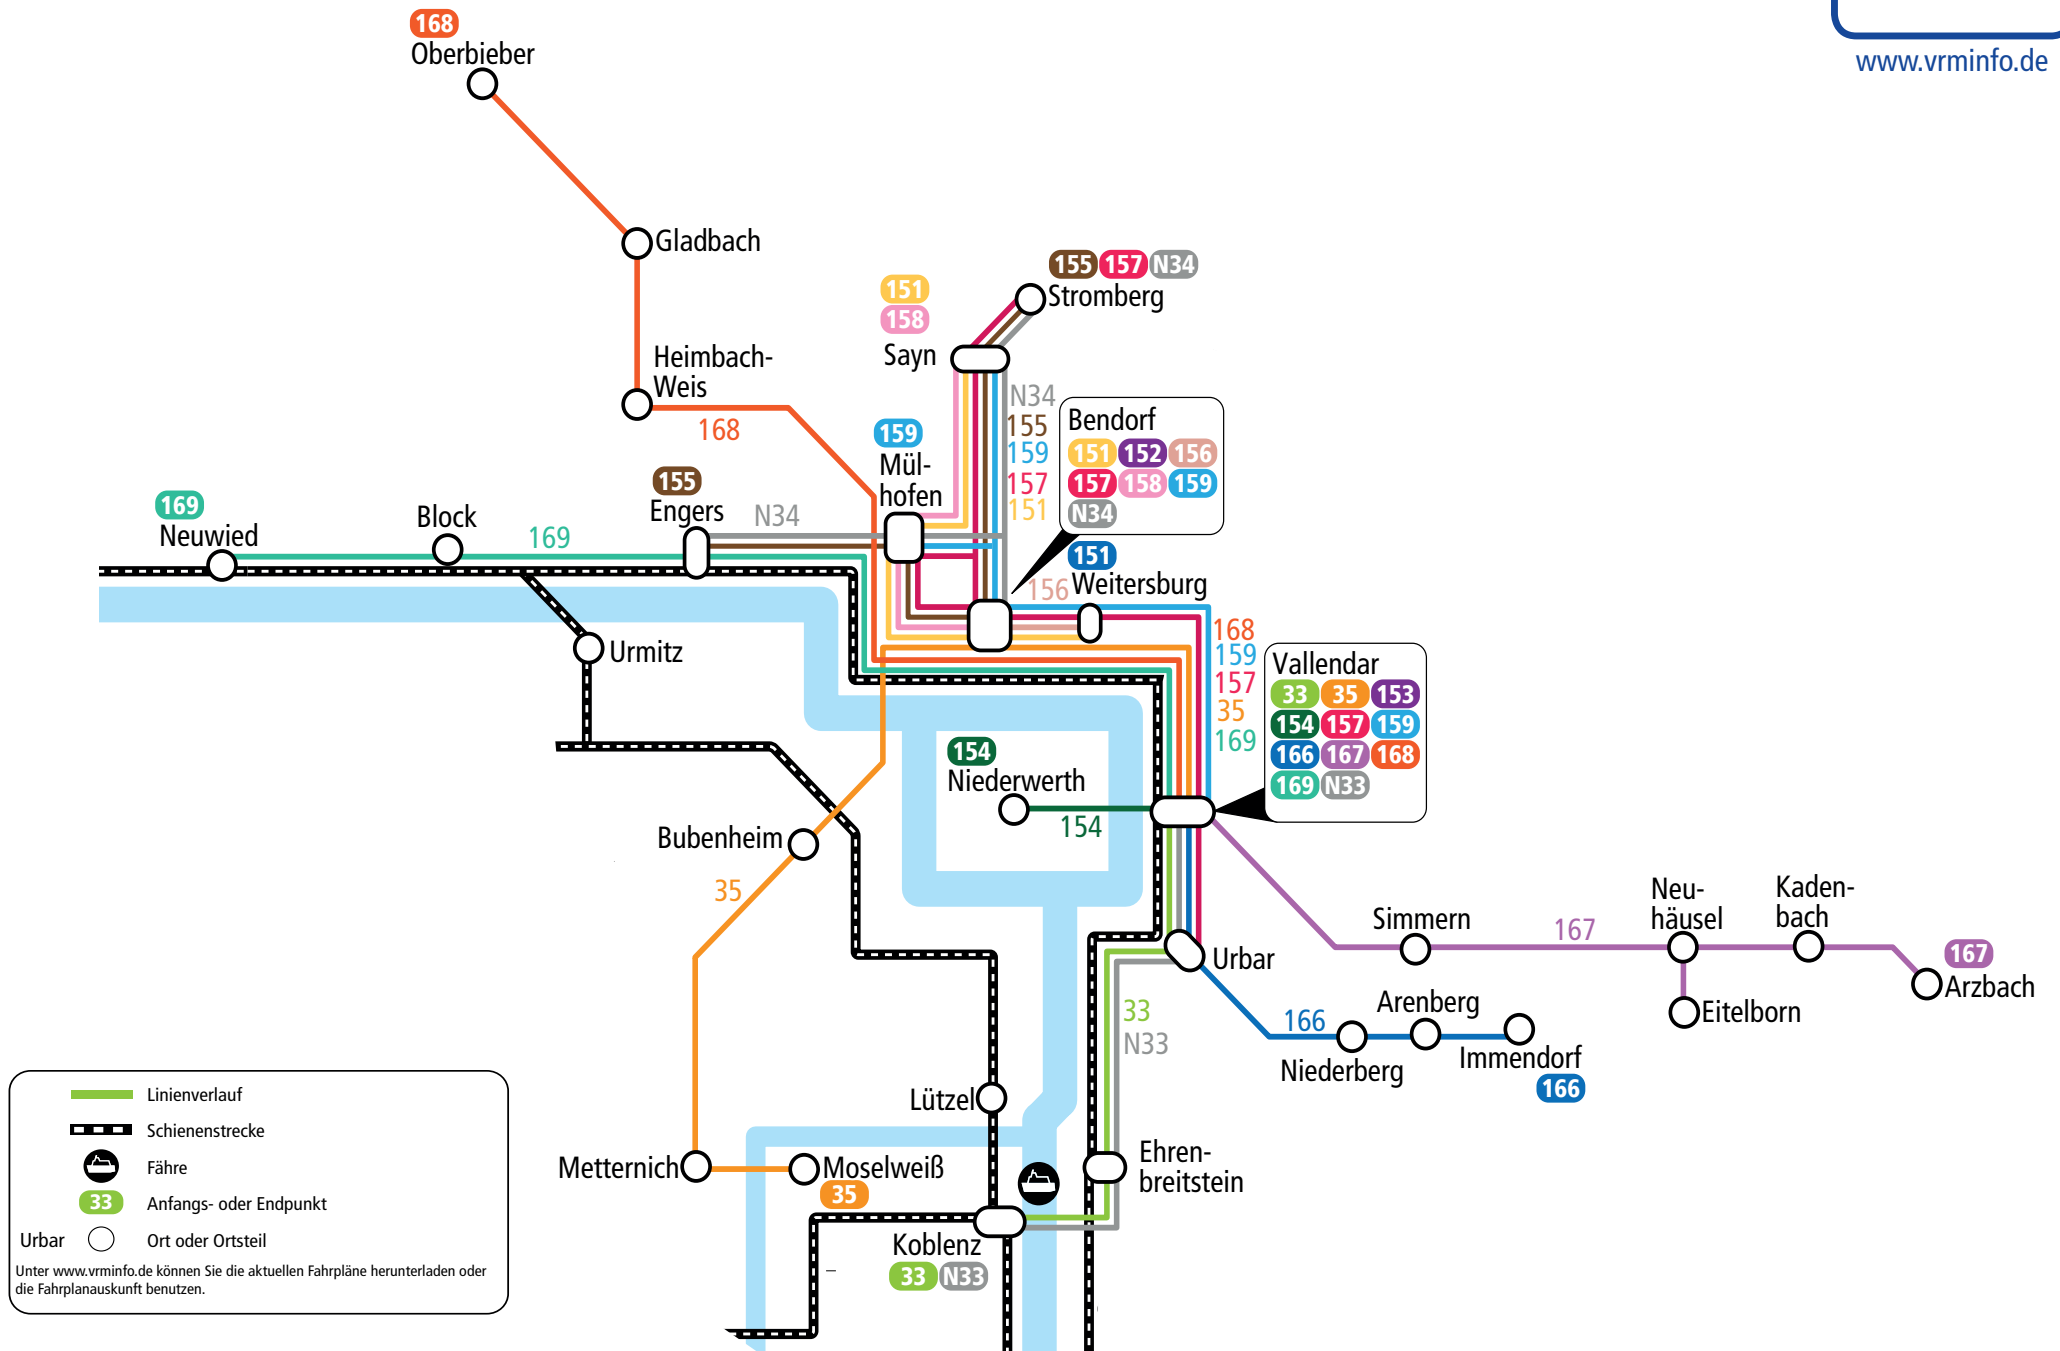 www.vrminfo.de
168
Oberbieber
Gladbach
Heimbach-
Weis
168
155 157 N34
Stromberg
151
158
Sayn
N34
155
159
157
151
Bendorf
151 152 156
157 158 159
N34
159
Mül-
hofen
155
Engers
N34
169
Neuwied
Block
169
151
Weitersburg
156
Urmitz
168
159
157
35
169
Vallendar
33 35 153
154 157 159
166 167 168
169 N33
154
Niederwerth
154
Bubenheim
35
Simmern
167
Neu-
häusel
Kaden-
bach
167
Arzbach
Eitelborn
Urbar
33
N33
166
Arenberg
Niederberg
Immendorf
166
Lützel
Metternich
Moselweiß
35
Ehren-
breitstein
Koblenz
33 N33
Linienverlauf
Schienenstrecke
Fähre
33 Anfangs- oder Endpunkt
Urbar Ort oder Ortsteil
Unter www.vrminfo.de können Sie die aktuellen Fahrpläne herunterladen oder
die Fahrplanauskunft benutzen.